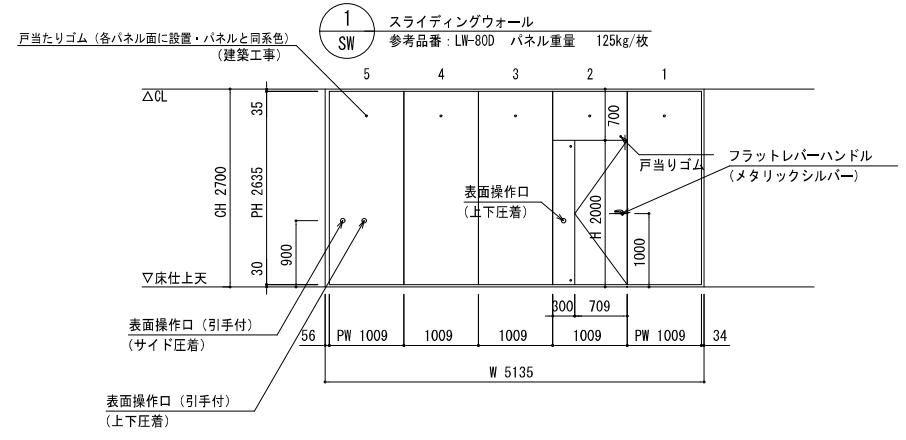 1
SW
スライディングウォール
参考品番：LW-80D パネル重量 125kg/枚
戸当たりゴム（各パネル面に設置・パネルと同系色）
（建築工事）
5 4 3 2 1
△CL
35
700
CH 2700
PH 2635
戸当りゴム
フラットレバーハンドル
（メタリックシルバー）
表面操作口
（上下圧着）
H 2000
900
1000
30
▽床仕上天
300 709
表面操作口（引手付）
（サイド圧着）
56 PW 1009 1009 1009 1009 PW 1009 34
W 5135
表面操作口（引手付）
（上下圧着）